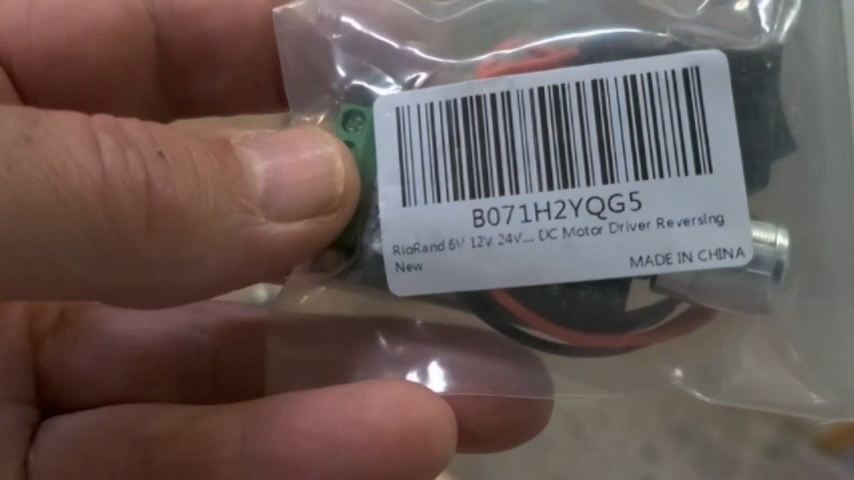 B071H2YQG5
RioRand 6V 12V 24V... DC Motor Driver Reversing
New
MADE IN CHINA